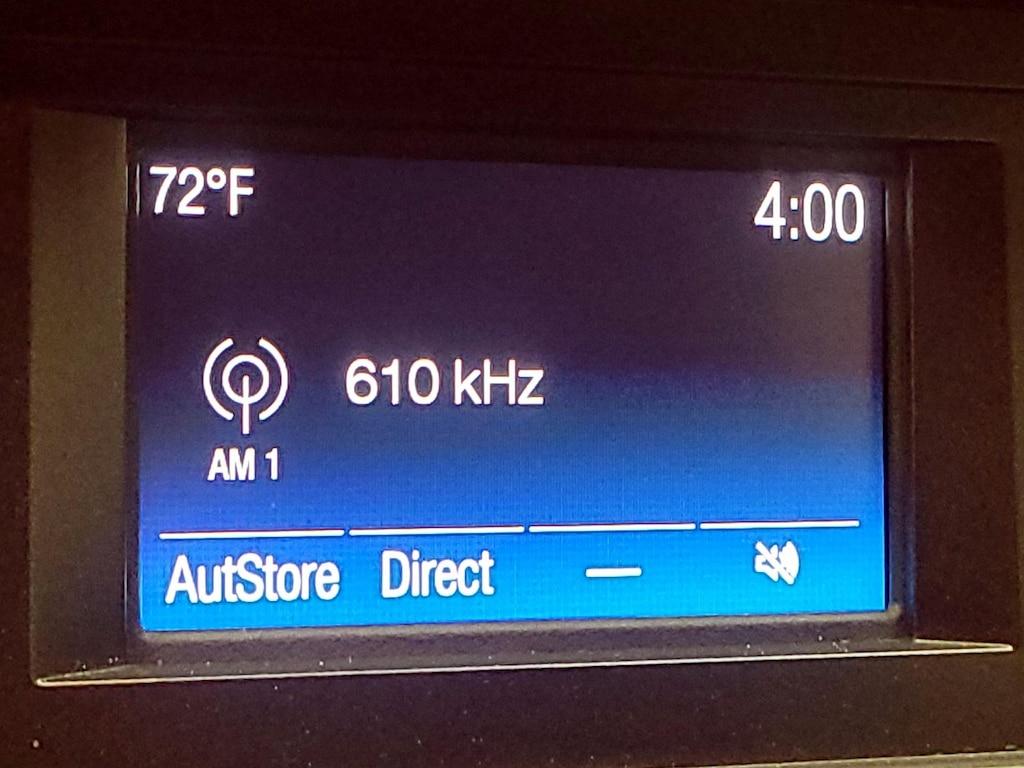 72°F
4:00
610 kHz
AM 1
AutStore Direct —